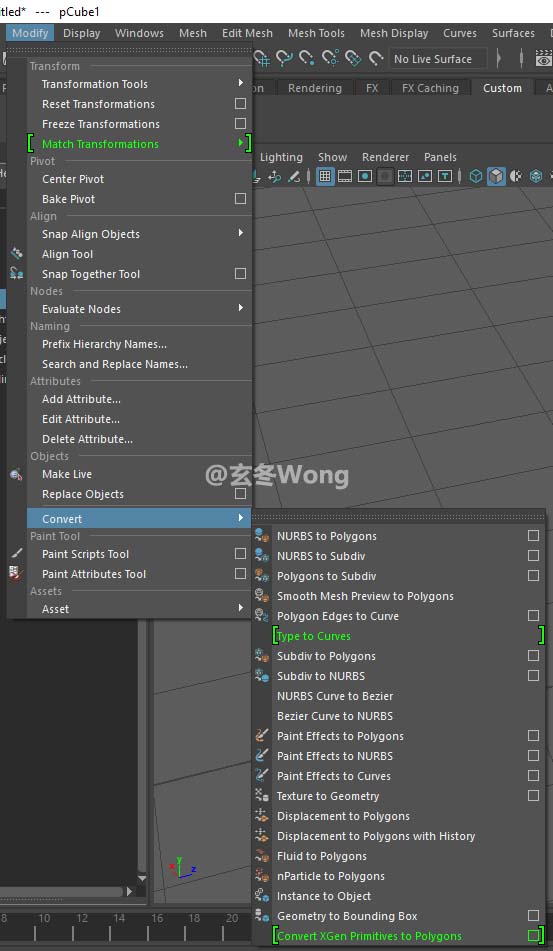 itled* --- pCube1
Modify Display Windows Mesh Edit Mesh Mesh Tools Mesh Display Curves Surfaces
No Live Surface
Rendering FX FX Caching Custom
Lighting Show Renderer Panels
Transform
Transformation Tools
Reset Transformations
Freeze Transformations
Match Transformations
Pivot
Center Pivot
Bake Pivot
Align
Snap Align Objects
Align Tool
Snap Together Tool
Nodes
Evaluate Nodes
Naming
Prefix Hierarchy Names...
Search and Replace Names...
Attributes
Add Attribute...
Edit Attribute...
Delete Attribute...
Objects
Make Live
Replace Objects
Convert
Paint Tool
Paint Scripts Tool
Paint Attributes Tool
Assets
Asset
@玄冬Wong
NURBS to Polygons
NURBS to Subdiv
Polygons to Subdiv
Smooth Mesh Preview to Polygons
Polygon Edges to Curve
Type to Curves
Subdiv to Polygons
Subdiv to NURBS
NURBS Curve to Bezier
Bezier Curve to NURBS
Paint Effects to Polygons
Paint Effects to NURBS
Paint Effects to Curves
Texture to Geometry
Displacement to Polygons
Displacement to Polygons with History
Fluid to Polygons
nParticle to Polygons
Instance to Object
Geometry to Bounding Box
Convert XGen Primitives to Polygons
y
z
8 10 12 14 16 18 20